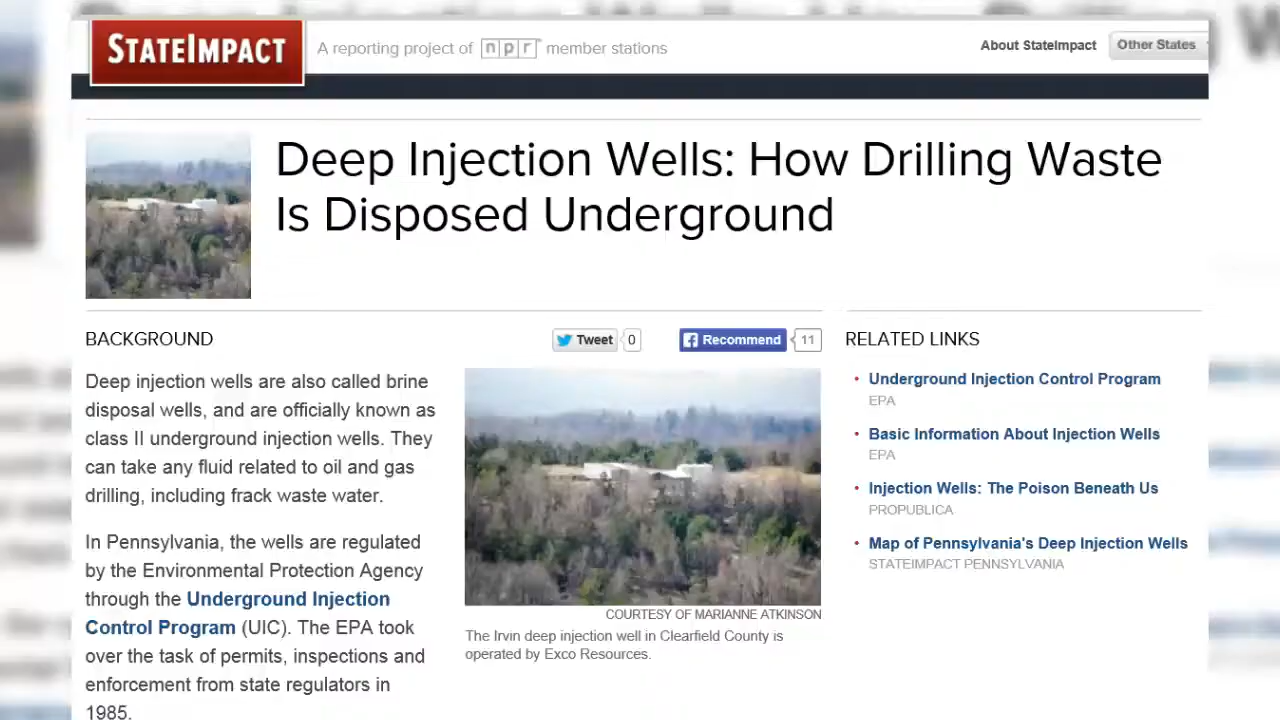 STATEIMPACT
A reporting project of npr member stations
About StateImpact
Other States
Deep Injection Wells: How Drilling Waste
Is Disposed Underground
BACKGROUND
Tweet 0
Recommend 11
Deep injection wells are also called brine
disposal wells, and are officially known as
class II underground injection wells. They
can take any fluid related to oil and gas
drilling, including frack waste water.
In Pennsylvania, the wells are regulated
by the Environmental Protection Agency
through the Underground Injection
Control Program (UIC). The EPA took
over the task of permits, inspections and
enforcement from state regulators in
1985.
COURTESY OF MARIANNE ATKINSON
The Irvin deep injection well in Clearfield County is
operated by Exco Resources.
RELATED LINKS
• Underground Injection Control Program
EPA
• Basic Information About Injection Wells
EPA
• Injection Wells: The Poison Beneath Us
PROPUBLICA
• Map of Pennsylvania's Deep Injection Wells
STATEIMPACT PENNSYLVANIA